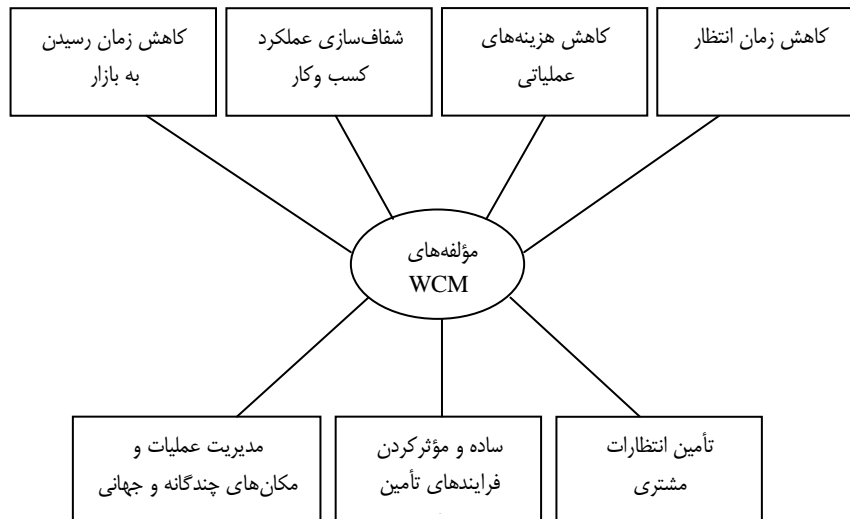 کاهش زمان انتظار
کاهش هزینه‌های
عملیاتی
شفاف‌سازی عملکرد
کسب وکار
کاهش زمان رسیدن
به بازار
مؤلفه‌های
WCM
تأمین انتظارات
مشتری
ساده و مؤثرکردن
فرایندهای تأمین
مدیریت عملیات و
مکان‌های چندگانه و جهانی